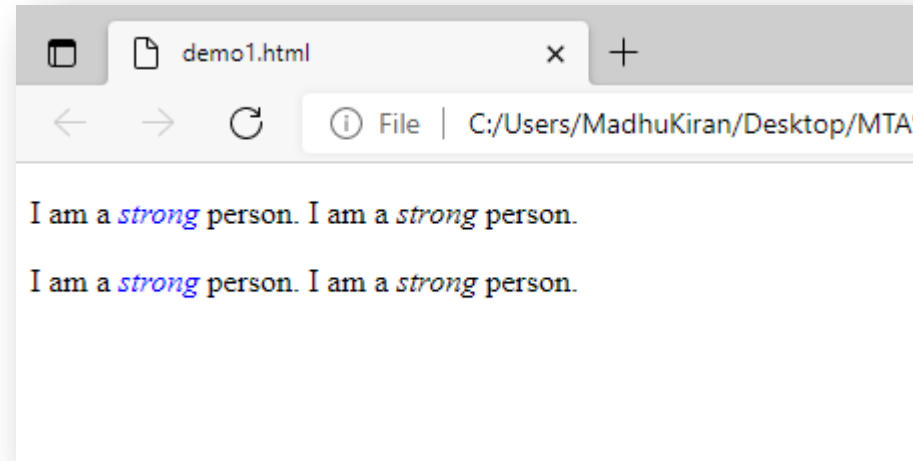 demo1.html
File | C:/Users/MadhuKiran/Desktop/MTA
I am a strong person. I am a strong person.
I am a strong person. I am a strong person.